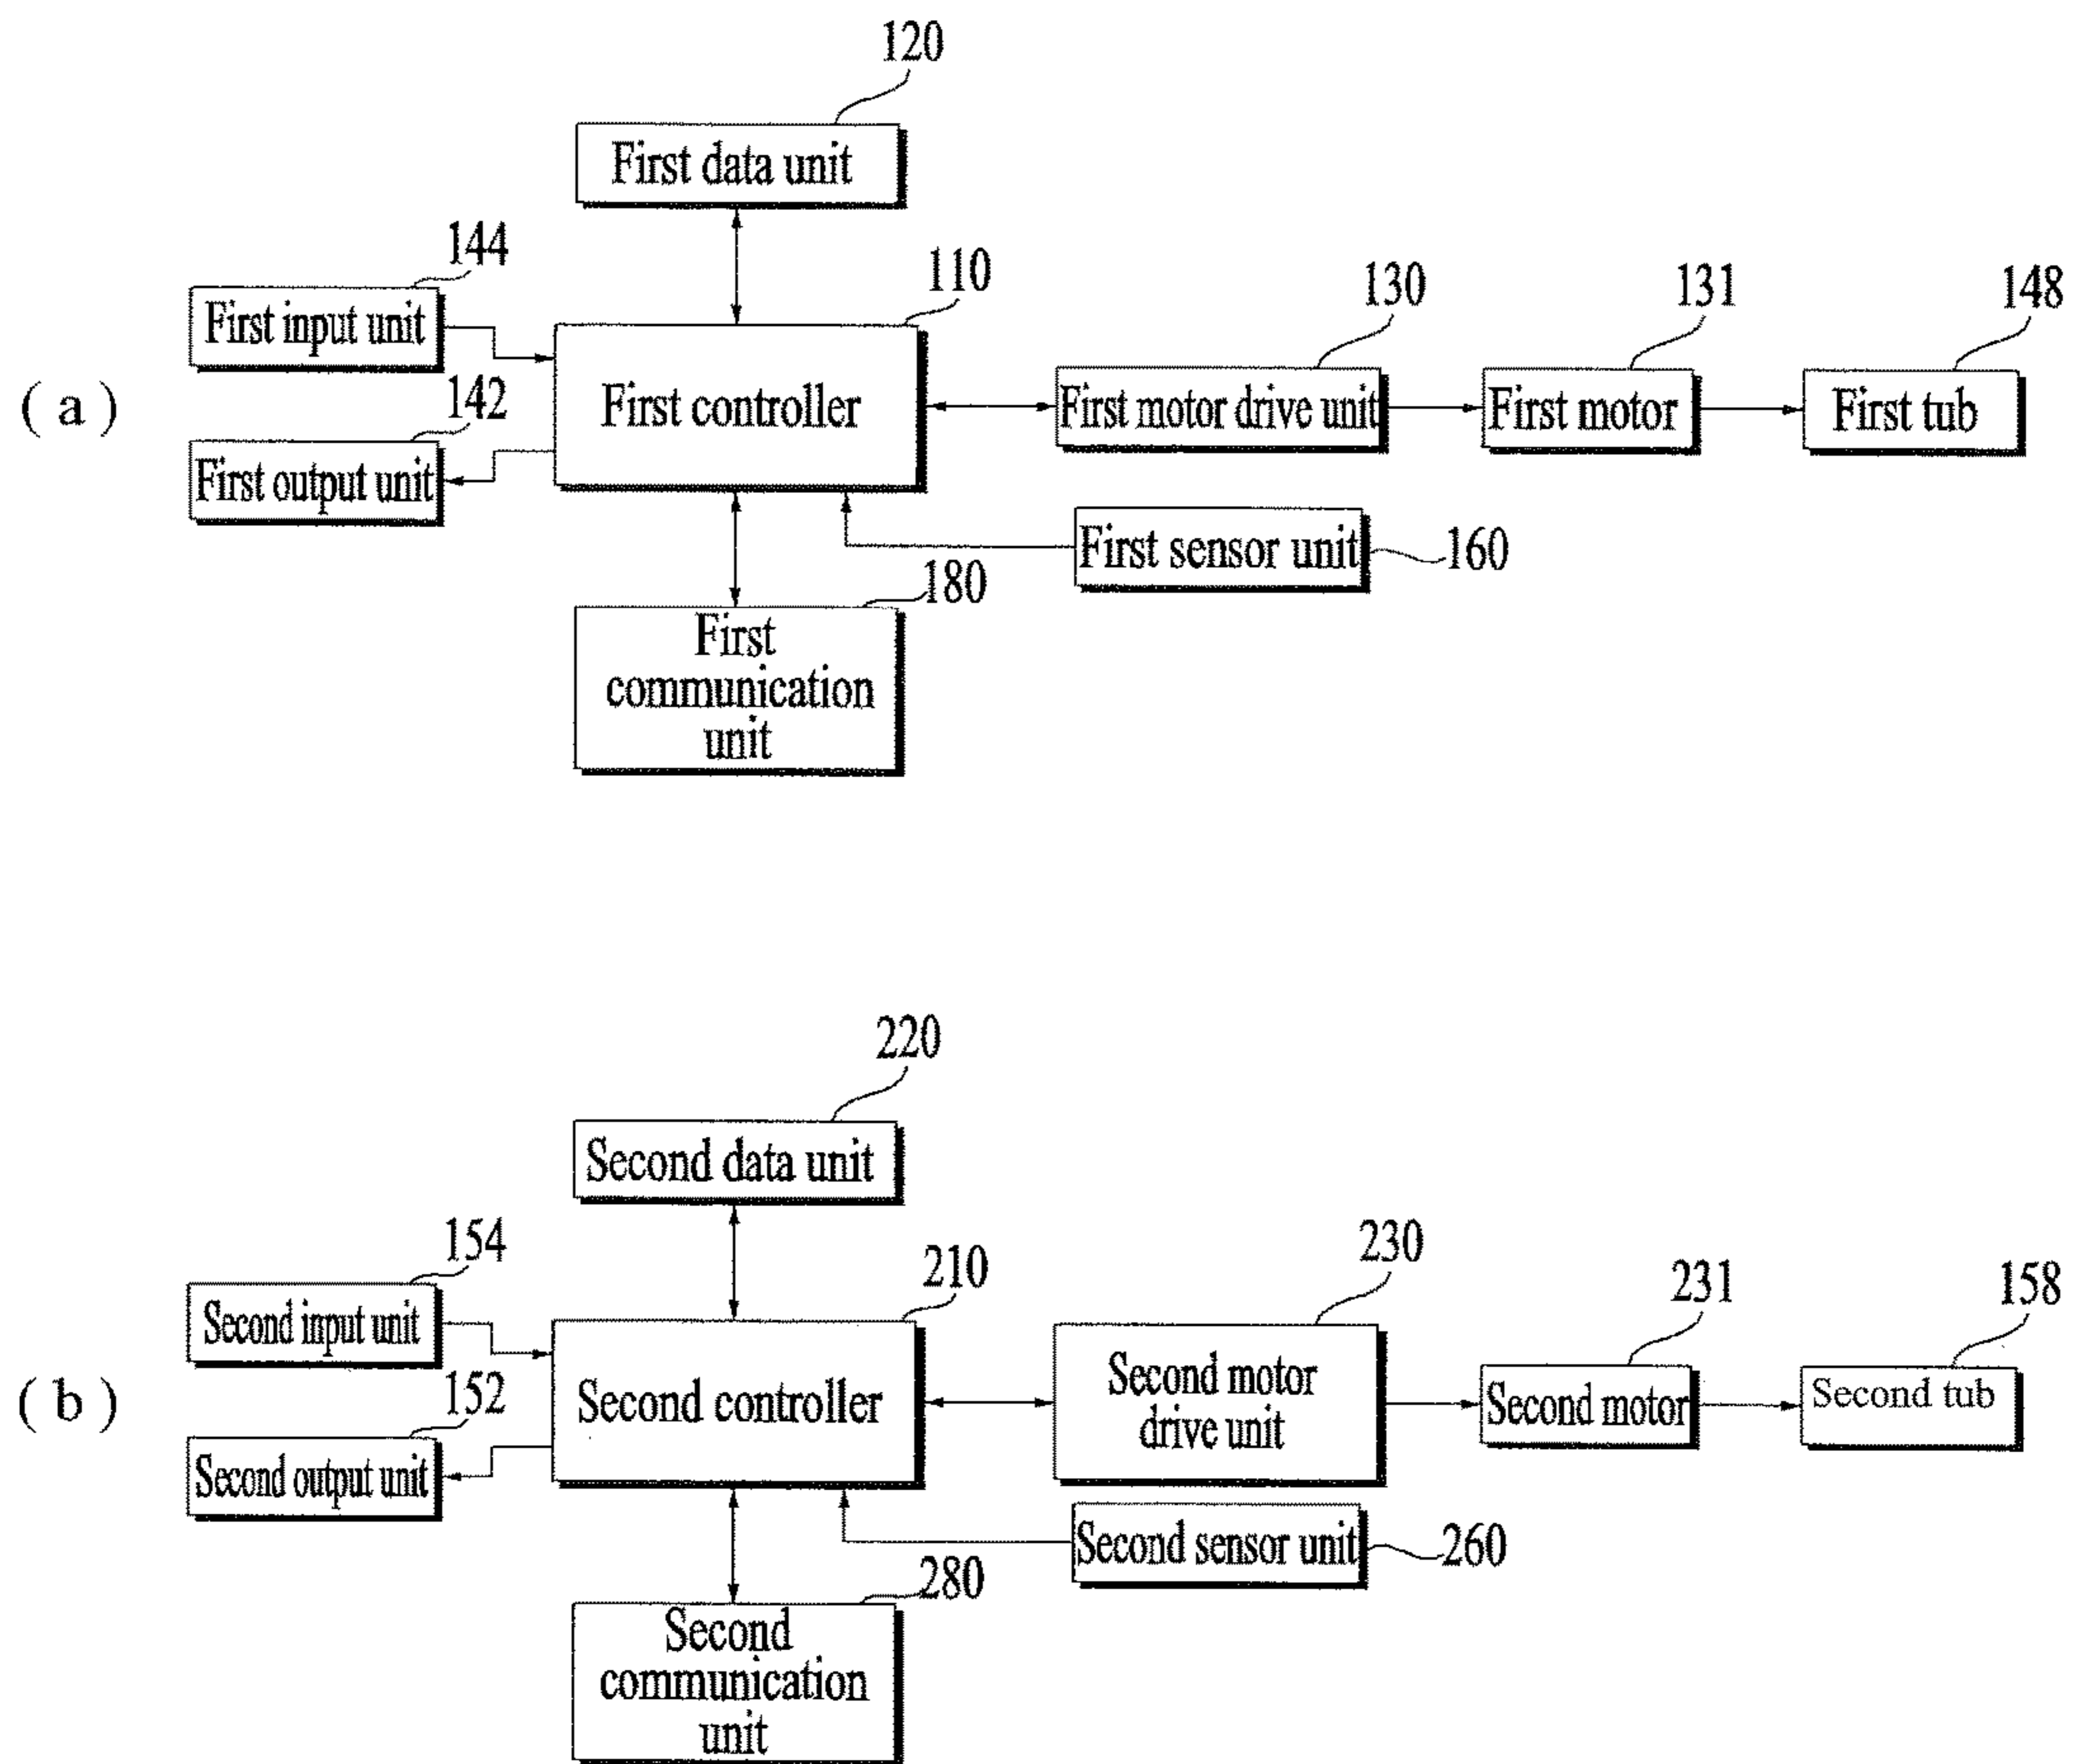 120
First data unit
144
First input unit
110
130
131
148
( a )
First controller
First motor drive unit
First motor
First tub
142
First output unit
First sensor unit
160
180
First
communication
unit
220
Second data unit
154
Second input unit
210
230
231
158
( b )
Second controller
Second motor
drive unit
Second motor
Second tub
152
Second output unit
Second sensor unit
260
280
Second
communication
unit